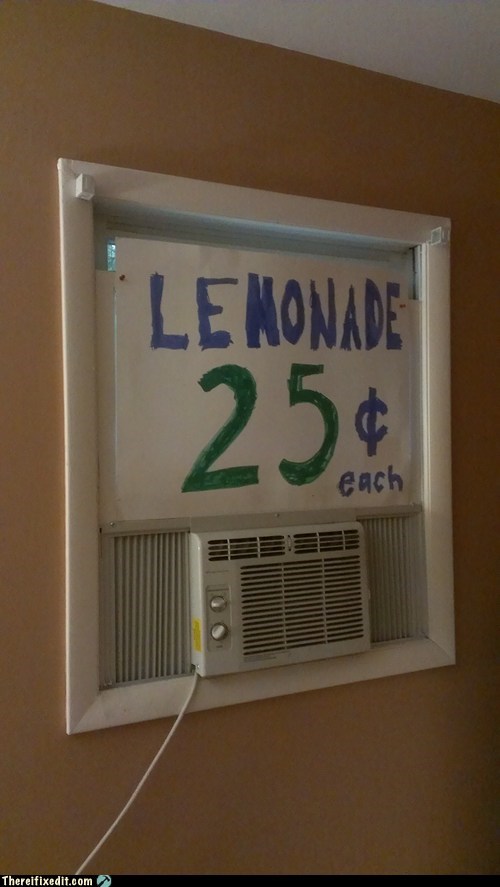 LEMONADE
25¢
each
Thereifixedit.com